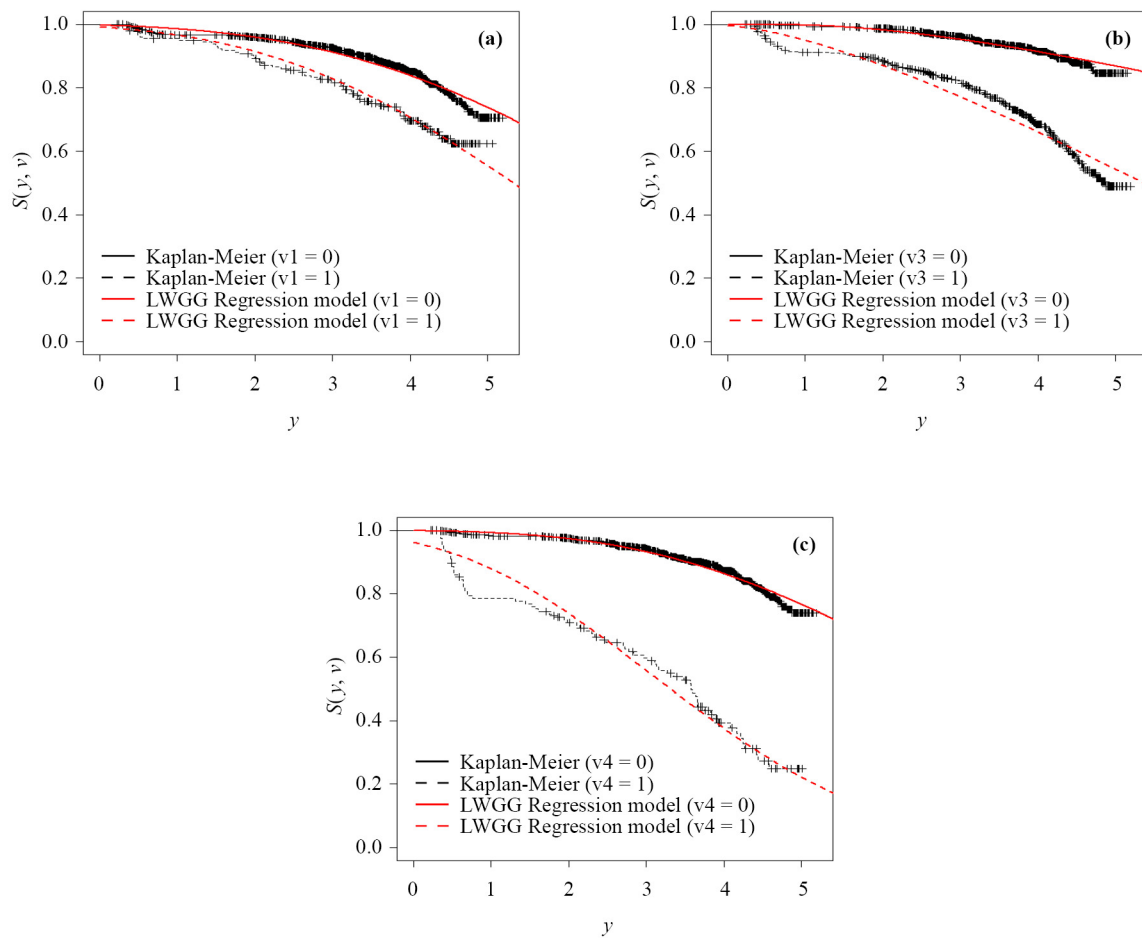 (a)
1.0
0.8
0.6
0.4
0.2
0.0
S(y, v)
Kaplan-Meier (v1 = 0)
Kaplan-Meier (v1 = 1)
LWGG Regression model (v1 = 0)
LWGG Regression model (v1 = 1)
0 1 2 3 4 5
y
(b)
1.0
0.8
0.6
0.4
0.2
0.0
S(y, v)
Kaplan-Meier (v3 = 0)
Kaplan-Meier (v3 = 1)
LWGG Regression model (v3 = 0)
LWGG Regression model (v3 = 1)
0 1 2 3 4 5
y
(c)
1.0
0.8
0.6
0.4
0.2
0.0
S(y, v)
Kaplan-Meier (v4 = 0)
Kaplan-Meier (v4 = 1)
LWGG Regression model (v4 = 0)
LWGG Regression model (v4 = 1)
0 1 2 3 4 5
y